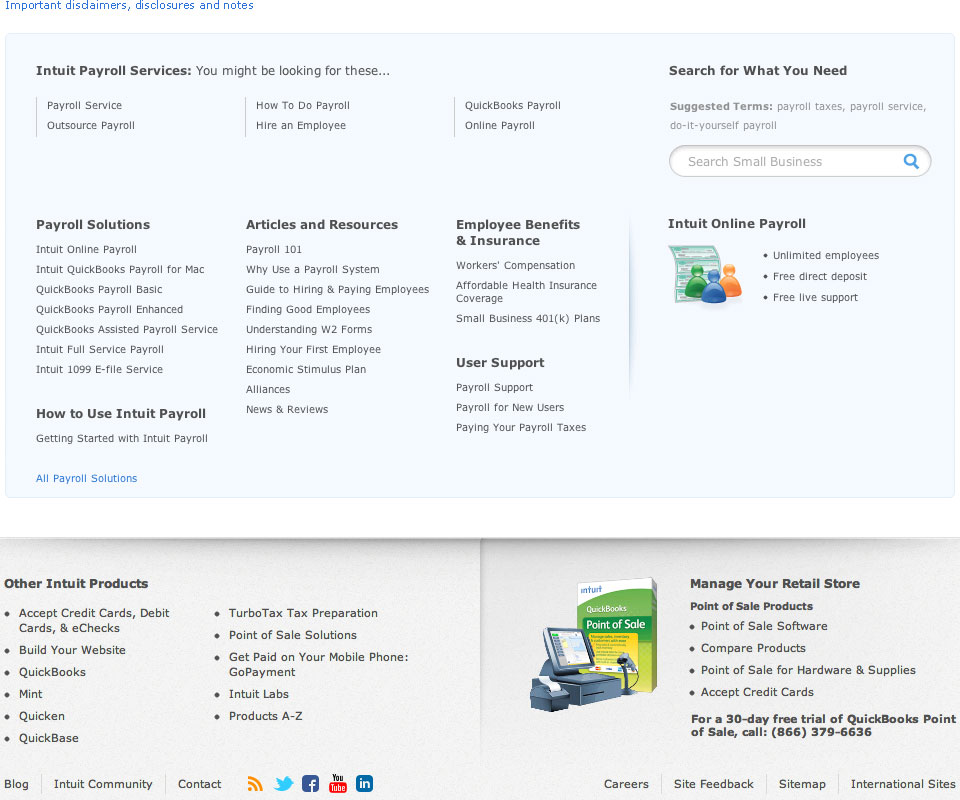 Important disclaimers, disclosures and notes
Intuit Payroll Services: You might be looking for these...
Payroll Service
Outsource Payroll
How To Do Payroll
Hire an Employee
QuickBooks Payroll
Online Payroll
Search for What You Need
Suggested Terms: payroll taxes, payroll service,
do-it-yourself payroll
Search Small Business
Payroll Solutions
Intuit Online Payroll
Intuit QuickBooks Payroll for Mac
QuickBooks Payroll Basic
QuickBooks Payroll Enhanced
QuickBooks Assisted Payroll Service
Intuit Full Service Payroll
Intuit 1099 E-file Service
How to Use Intuit Payroll
Getting Started with Intuit Payroll
All Payroll Solutions
Articles and Resources
Payroll 101
Why Use a Payroll System
Guide to Hiring & Paying Employees
Finding Good Employees
Understanding W2 Forms
Hiring Your First Employee
Economic Stimulus Plan
Alliances
News & Reviews
Employee Benefits
& Insurance
Workers' Compensation
Affordable Health Insurance
Coverage
Small Business 401(k) Plans
User Support
Payroll Support
Payroll for New Users
Paying Your Payroll Taxes
Intuit Online Payroll
• Unlimited employees
• Free direct deposit
• Free live support
Other Intuit Products
• Accept Credit Cards, Debit
Cards, & eChecks
• Build Your Website
• QuickBooks
• Mint
• Quicken
• QuickBase
• TurboTax Tax Preparation
• Point of Sale Solutions
• Get Paid on Your Mobile Phone:
GoPayment
• Intuit Labs
• Products A-Z
intuit
QuickBooks
Point of Sale
Manage Your Retail Store
Point of Sale Products
• Point of Sale Software
• Compare Products
• Point of Sale for Hardware & Supplies
• Accept Credit Cards
For a 30-day free trial of QuickBooks Point
of Sale, call: (866) 379-6636
Blog
Intuit Community
Contact
You
Tube
in
Careers
Site Feedback
Sitemap
International Sites